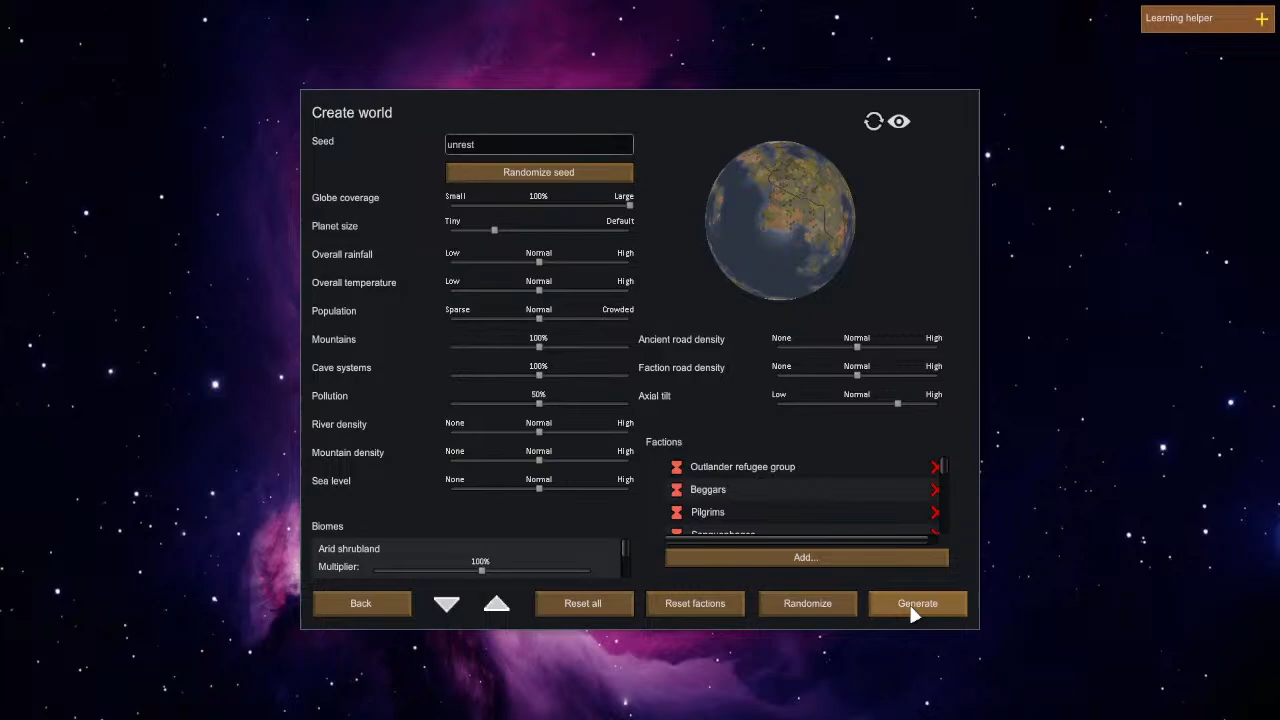 Learning helper
Create world
Seed
unrest
Randomize seed
Globe coverage
Small 100% Large
Planet size
Tiny Default
Overall rainfall
Low Normal High
Overall temperature
Low Normal High
Population
Sparse Normal Crowded
Mountains
100%
Cave systems
100%
Pollution
50%
River density
None Normal High
Mountain density
None Normal High
Sea level
None Normal High
Biomes
Arid shrubland
Multiplier: 100%
Ancient road density
None Normal High
Faction road density
None Normal High
Axial tilt
Low Normal High
Factions
Outlander refugee group
Beggars
Pilgrims
Add...
Back
Reset all
Reset factions
Randomize
Generate